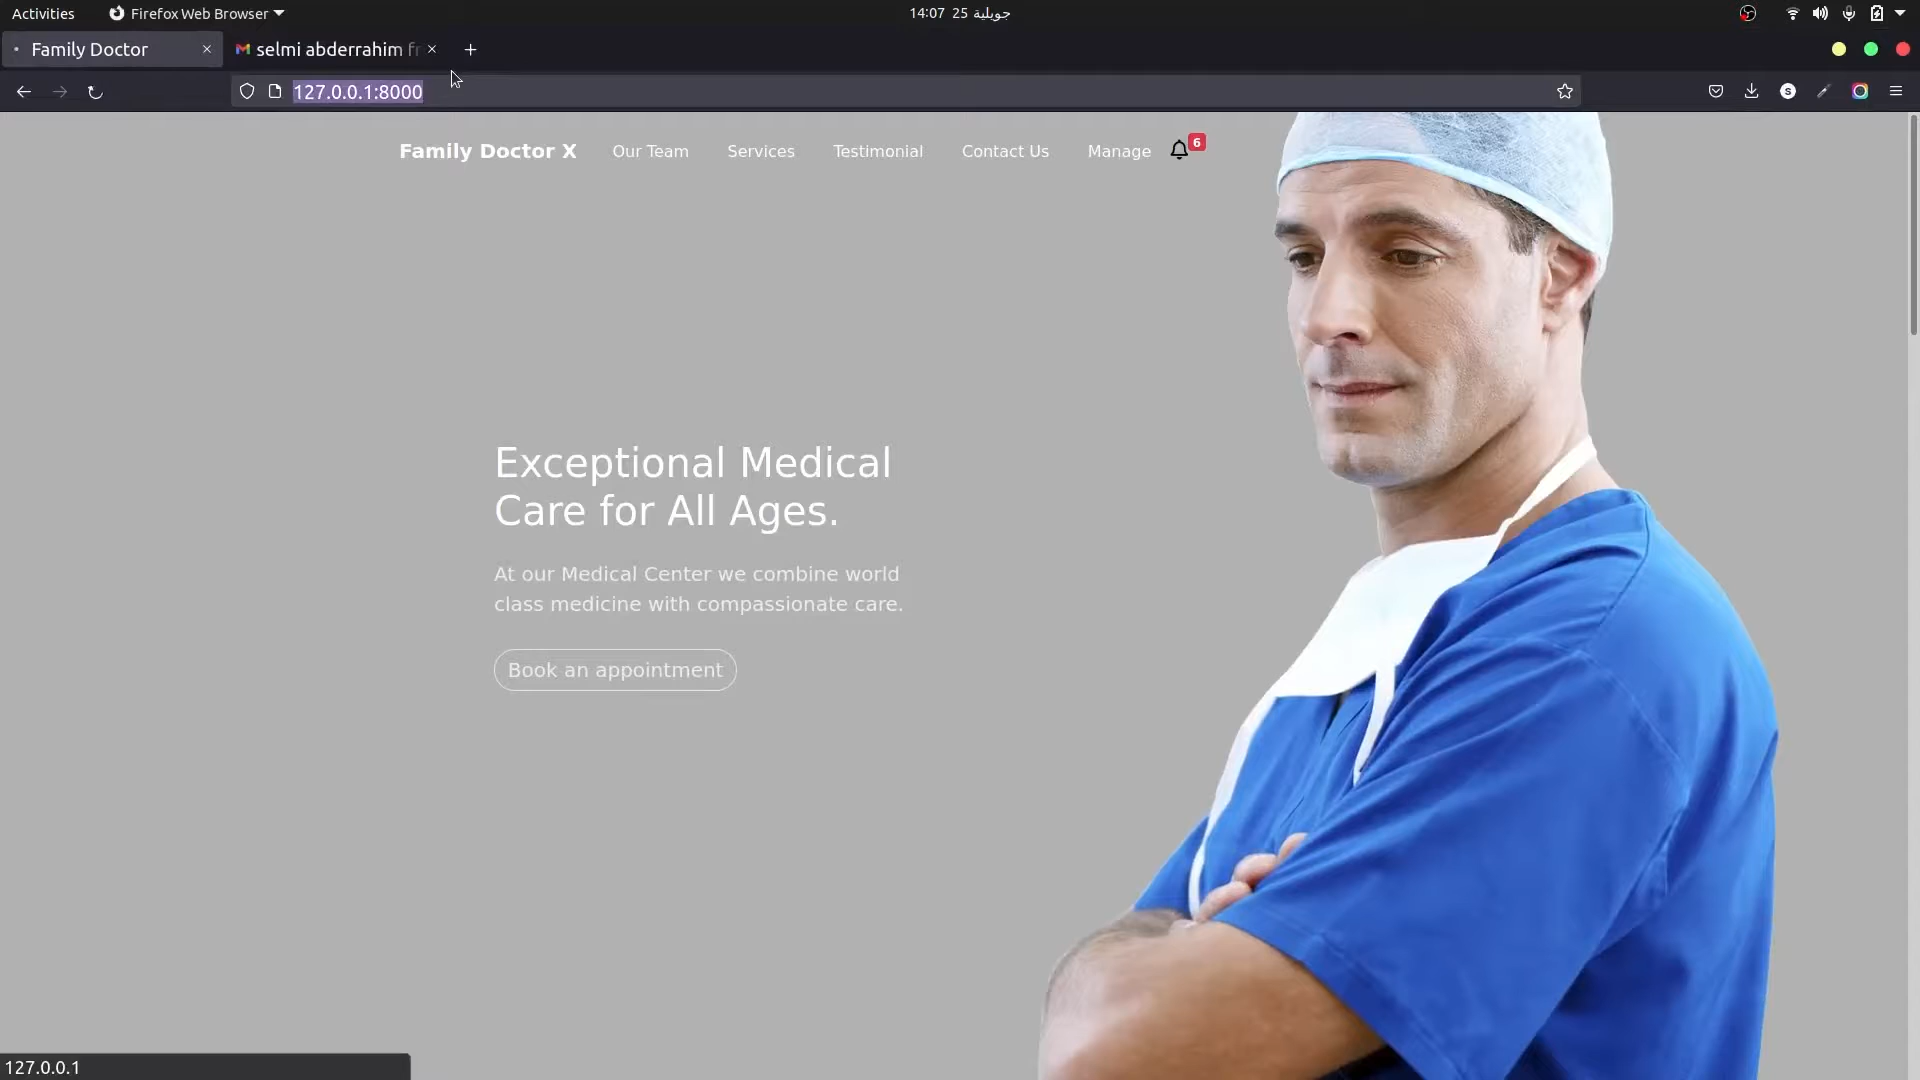 Activities
Firefox Web Browser
14:07 25 جويلية
Family Doctor
selmi abderrahim fr
127.0.0.1:8000
S
Family Doctor X
Our Team
Services
Testimonial
Contact Us
Manage
6
Exceptional Medical
Care for All Ages.
At our Medical Center we combine world
class medicine with compassionate care.
Book an appointment
127.0.0.1